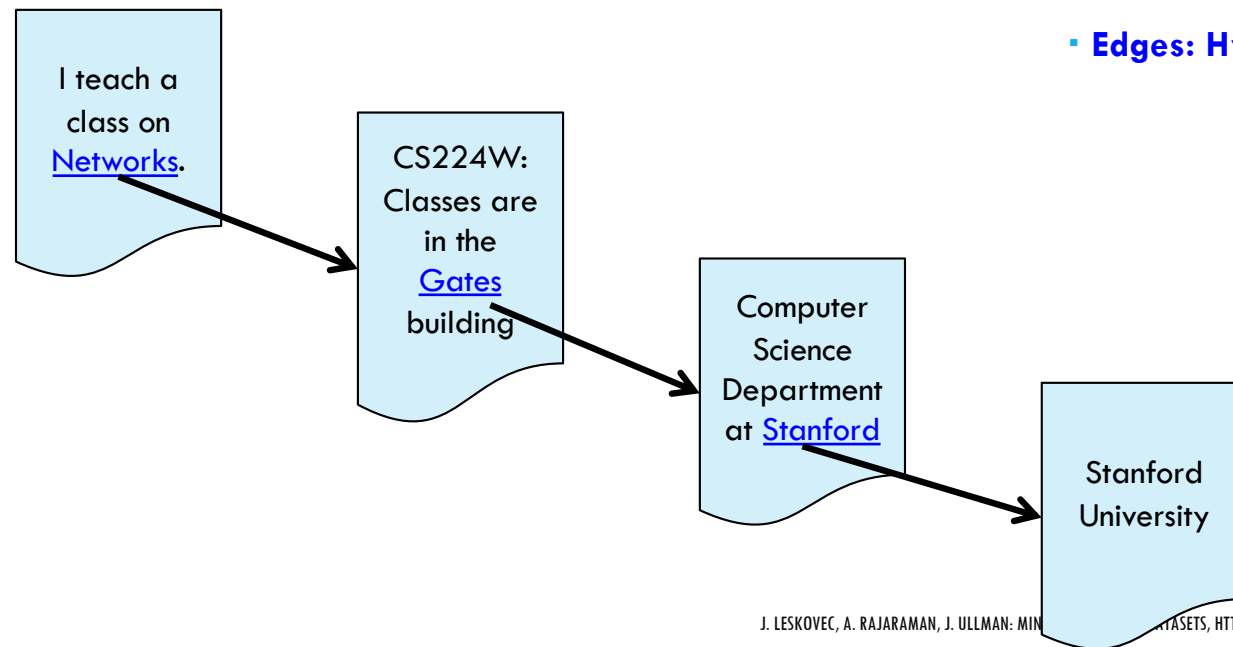 ▪ Edges: H
I teach a
class on
Networks.
CS224W:
Classes are
in the
Gates
building
Computer
Science
Department
at Stanford
Stanford
University
J. LESKOVEC, A. RAJARAMAN, J. ULLMAN: MIN